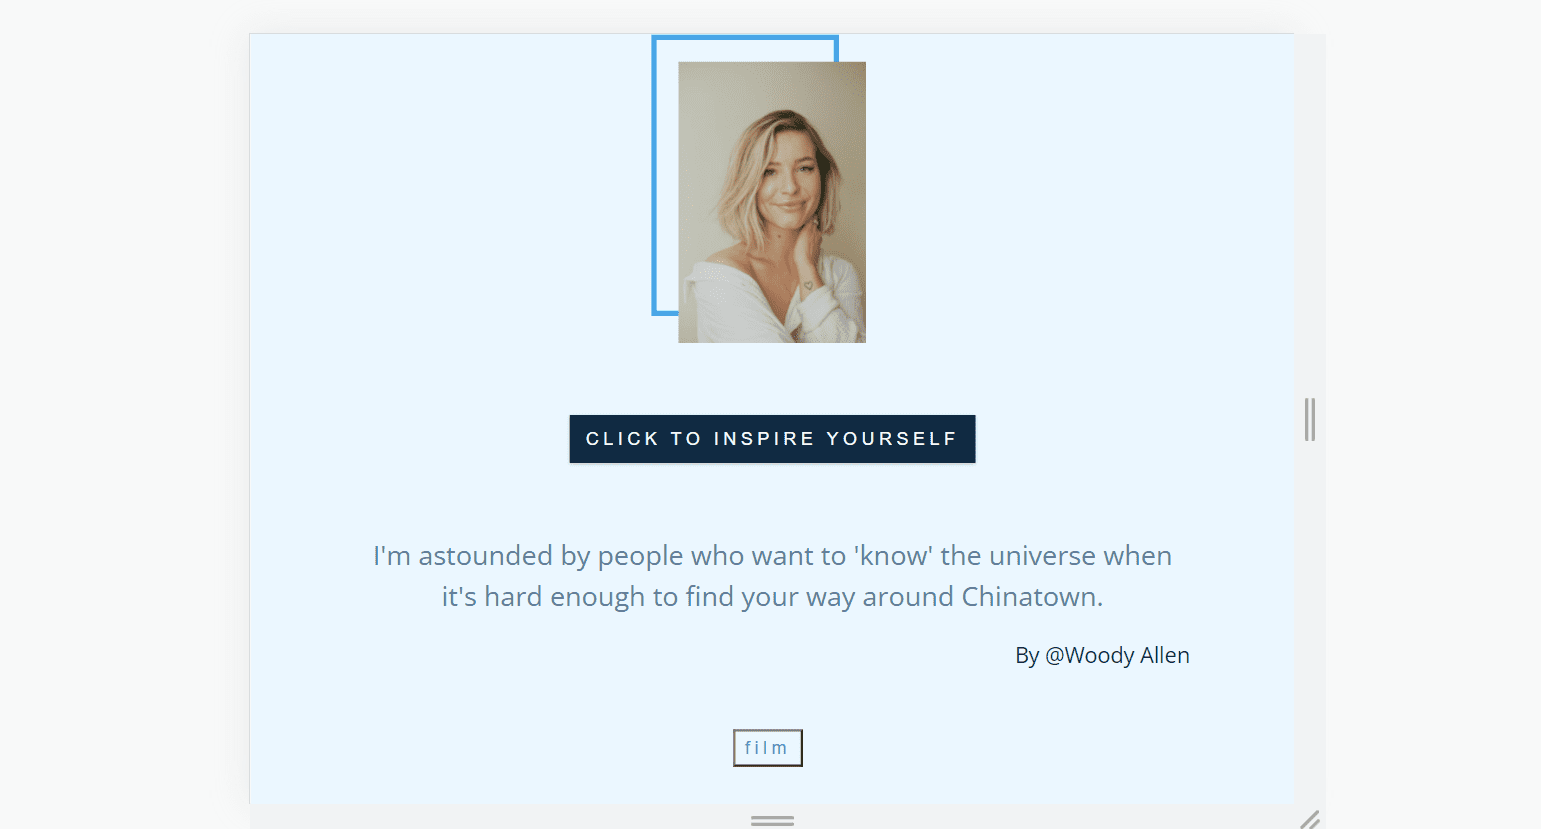 CLICK TO INSPIRE YOURSELF
I'm astounded by people who want to 'know' the universe when
it's hard enough to find your way around Chinatown.
By @Woody Allen
film